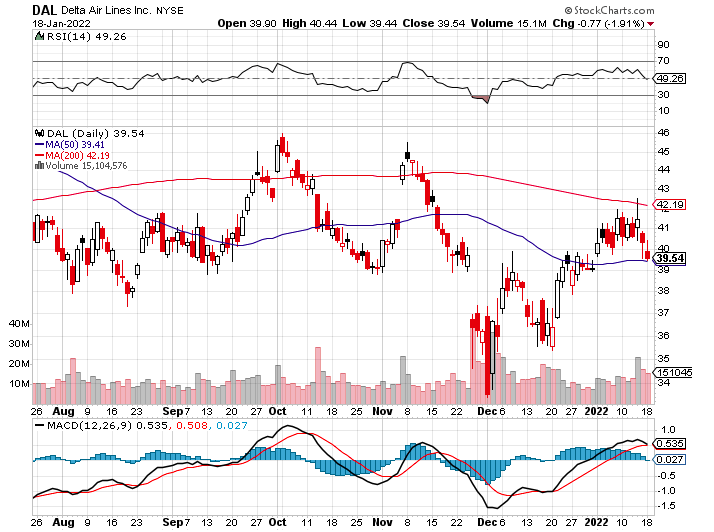 DAL Delta Air Lines Inc. NYSE © StockCharts.com
18-Jan-2022 Open 39.90 High 40.44 Low 39.44 Close 39.54 Volume 15.1M Chg -0.77 (-1.91%)
RSI(14) 49.26
90
70
49.26
30
10
DAL (Daily) 39.54
MA(50) 39.41
MA(200) 42.19
Volume 15,104,576
46
45
44
43
42.19
41
40
39.54
39
38
37
36
35
34
151045
40M
30M
20M
10M
26 Aug 9 16 23 Sep 7 13 20 27 Oct 11 18 25 Nov 8 15 22 Dec 6 13 20 27 2022 10 18
MACD(12,26,9) 0.535, 0.508, 0.027
1.0
0.535
0.027
-0.5
-1.0
-1.5
26 Aug 9 16 23 Sep 7 13 20 27 Oct 11 18 25 Nov 8 15 22 Dec 6 13 20 27 2022 10 18